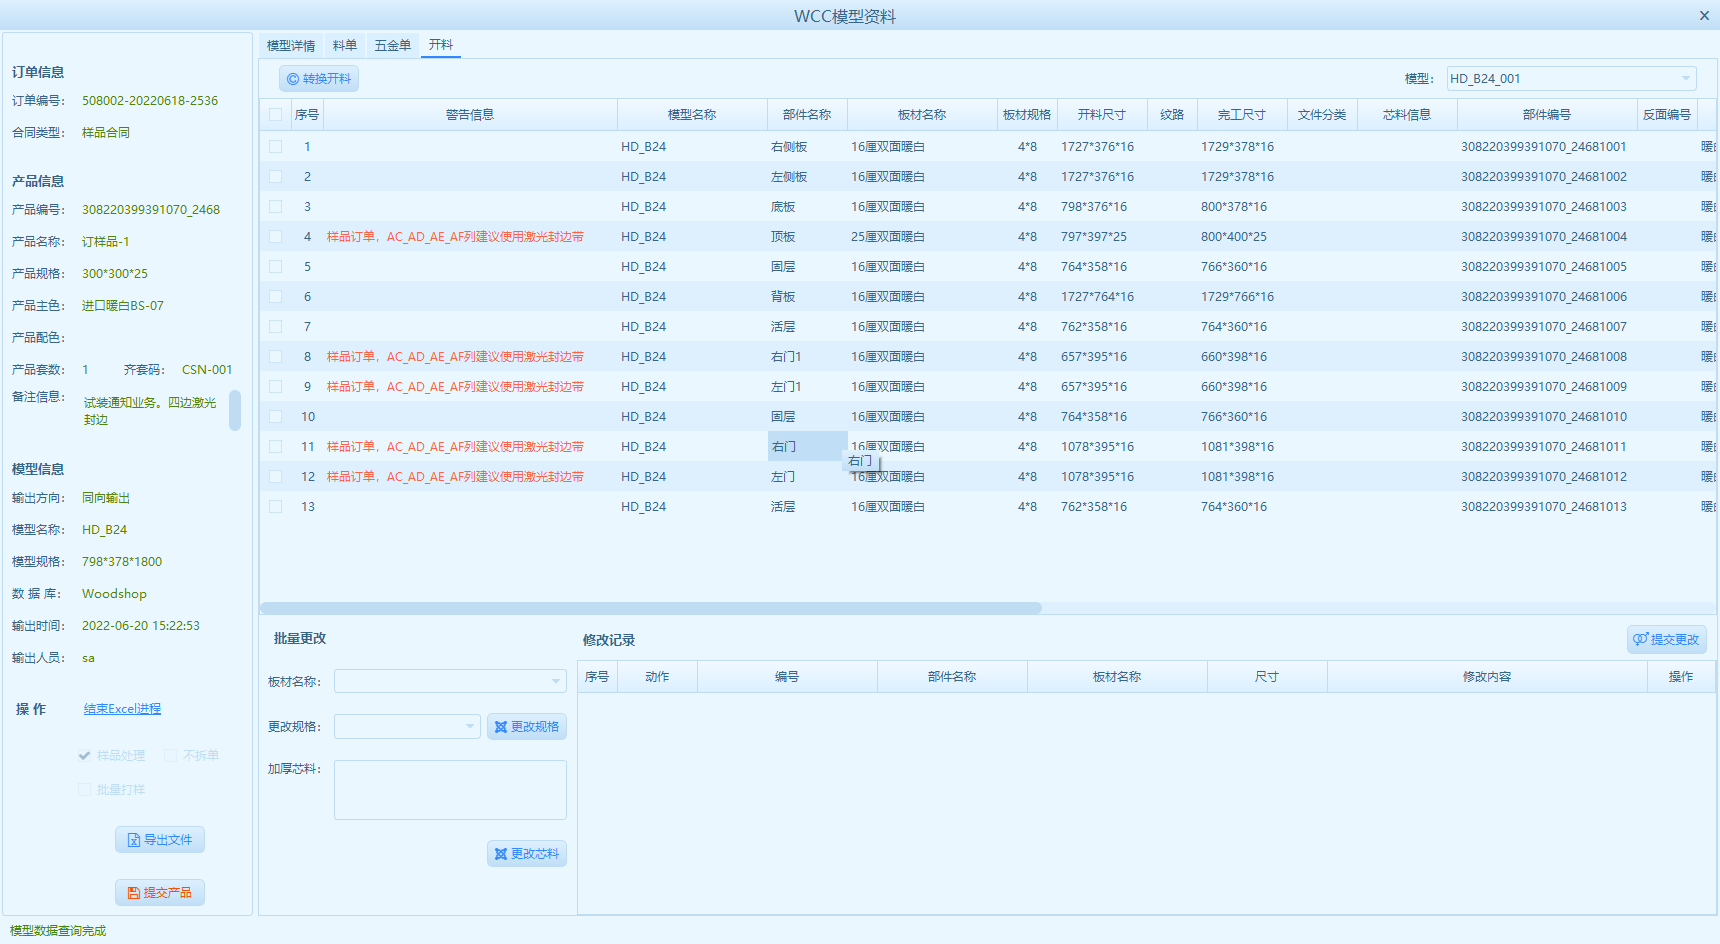 WCC模型资料
订单信息
订单编号： 508002-20220618-2536
合同类型： 样品合同
产品信息
产品编号： 308220399391070_2468
产品名称： 订样品-1
产品规格： 300*300*25
产品主色： 进口暖白BS-07
产品配色：
产品套数： 1 齐套码： CSN-001
备注信息： 试装通知业务。四边激光
封边
模型信息
输出方向： 同向输出
模型名称： HD_B24
模型规格： 798*378*1800
数 据 库： Woodshop
输出时间： 2022-06-20 15:22:53
输出人员： sa
操 作 结束Excel进程
样品处理 不拆单
批量打样
导出文件
提交产品
模型详情 料单 五金单 开料
转换开料 模型： HD_B24_001
序号 警告信息 模型名称 部件名称 板材名称 板材规格 开料尺寸 纹路 完工尺寸 文件分类 芯料信息 部件编号 反面编号
1 HD_B24 右侧板 16厘双面暖白 4*8 1727*376*16 1729*378*16 308220399391070_24681001 暖
2 HD_B24 左侧板 16厘双面暖白 4*8 1727*376*16 1729*378*16 308220399391070_24681002 暖
3 HD_B24 底板 16厘双面暖白 4*8 798*376*16 800*378*16 308220399391070_24681003 暖
4 样品订单，AC_AD_AE_AF列建议使用激光封边带 HD_B24 顶板 25厘双面暖白 4*8 797*397*25 800*400*25 308220399391070_24681004 暖
5 HD_B24 固层 16厘双面暖白 4*8 764*358*16 766*360*16 308220399391070_24681005 暖
6 HD_B24 背板 16厘双面暖白 4*8 1727*764*16 1729*766*16 308220399391070_24681006 暖
7 HD_B24 活层 16厘双面暖白 4*8 762*358*16 764*360*16 308220399391070_24681007 暖
8 样品订单，AC_AD_AE_AF列建议使用激光封边带 HD_B24 右门1 16厘双面暖白 4*8 657*395*16 660*398*16 308220399391070_24681008 暖
9 样品订单，AC_AD_AE_AF列建议使用激光封边带 HD_B24 左门1 16厘双面暖白 4*8 657*395*16 660*398*16 308220399391070_24681009 暖
10 HD_B24 固层 16厘双面暖白 4*8 764*358*16 766*360*16 308220399391070_24681010 暖
11 样品订单，AC_AD_AE_AF列建议使用激光封边带 HD_B24 右门 16厘双面暖白 4*8 1078*395*16 1081*398*16 308220399391070_24681011 暖
右门
12 样品订单，AC_AD_AE_AF列建议使用激光封边带 HD_B24 左门 16厘双面暖白 4*8 1078*395*16 1081*398*16 308220399391070_24681012 暖
13 HD_B24 活层 16厘双面暖白 4*8 762*358*16 764*360*16 308220399391070_24681013 暖
批量更改
板材名称：
更改规格： 更改规格
加厚芯料：
更改芯料
修改记录 提交更改
序号 动作 编号 部件名称 板材名称 尺寸 修改内容 操作
模型数据查询完成